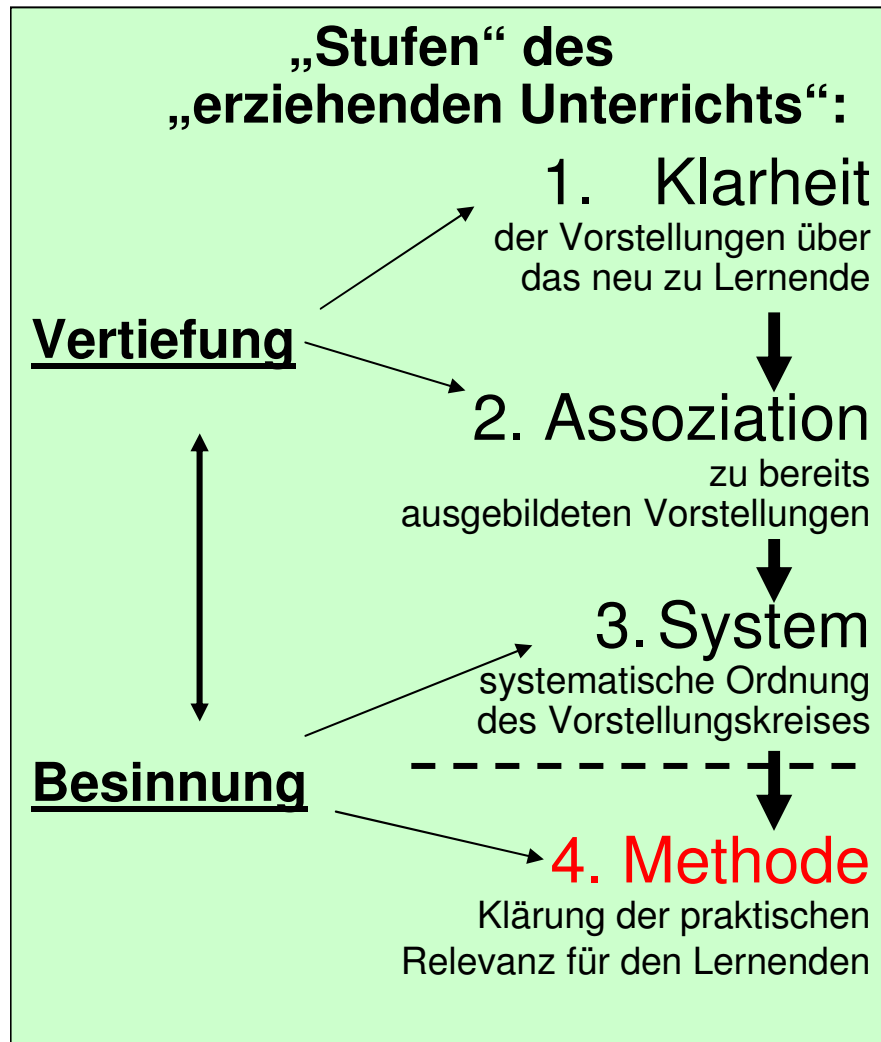 „Stufen“ des
„erziehenden Unterrichts“:
1. Klarheit
der Vorstellungen über
das neu zu Lernende
Vertiefung
2. Assoziation
zu bereits
ausgebildeten Vorstellungen
3. System
systematische Ordnung
des Vorstellungskreises
Besinnung
4. Methode
Klärung der praktischen
Relevanz für den Lernenden